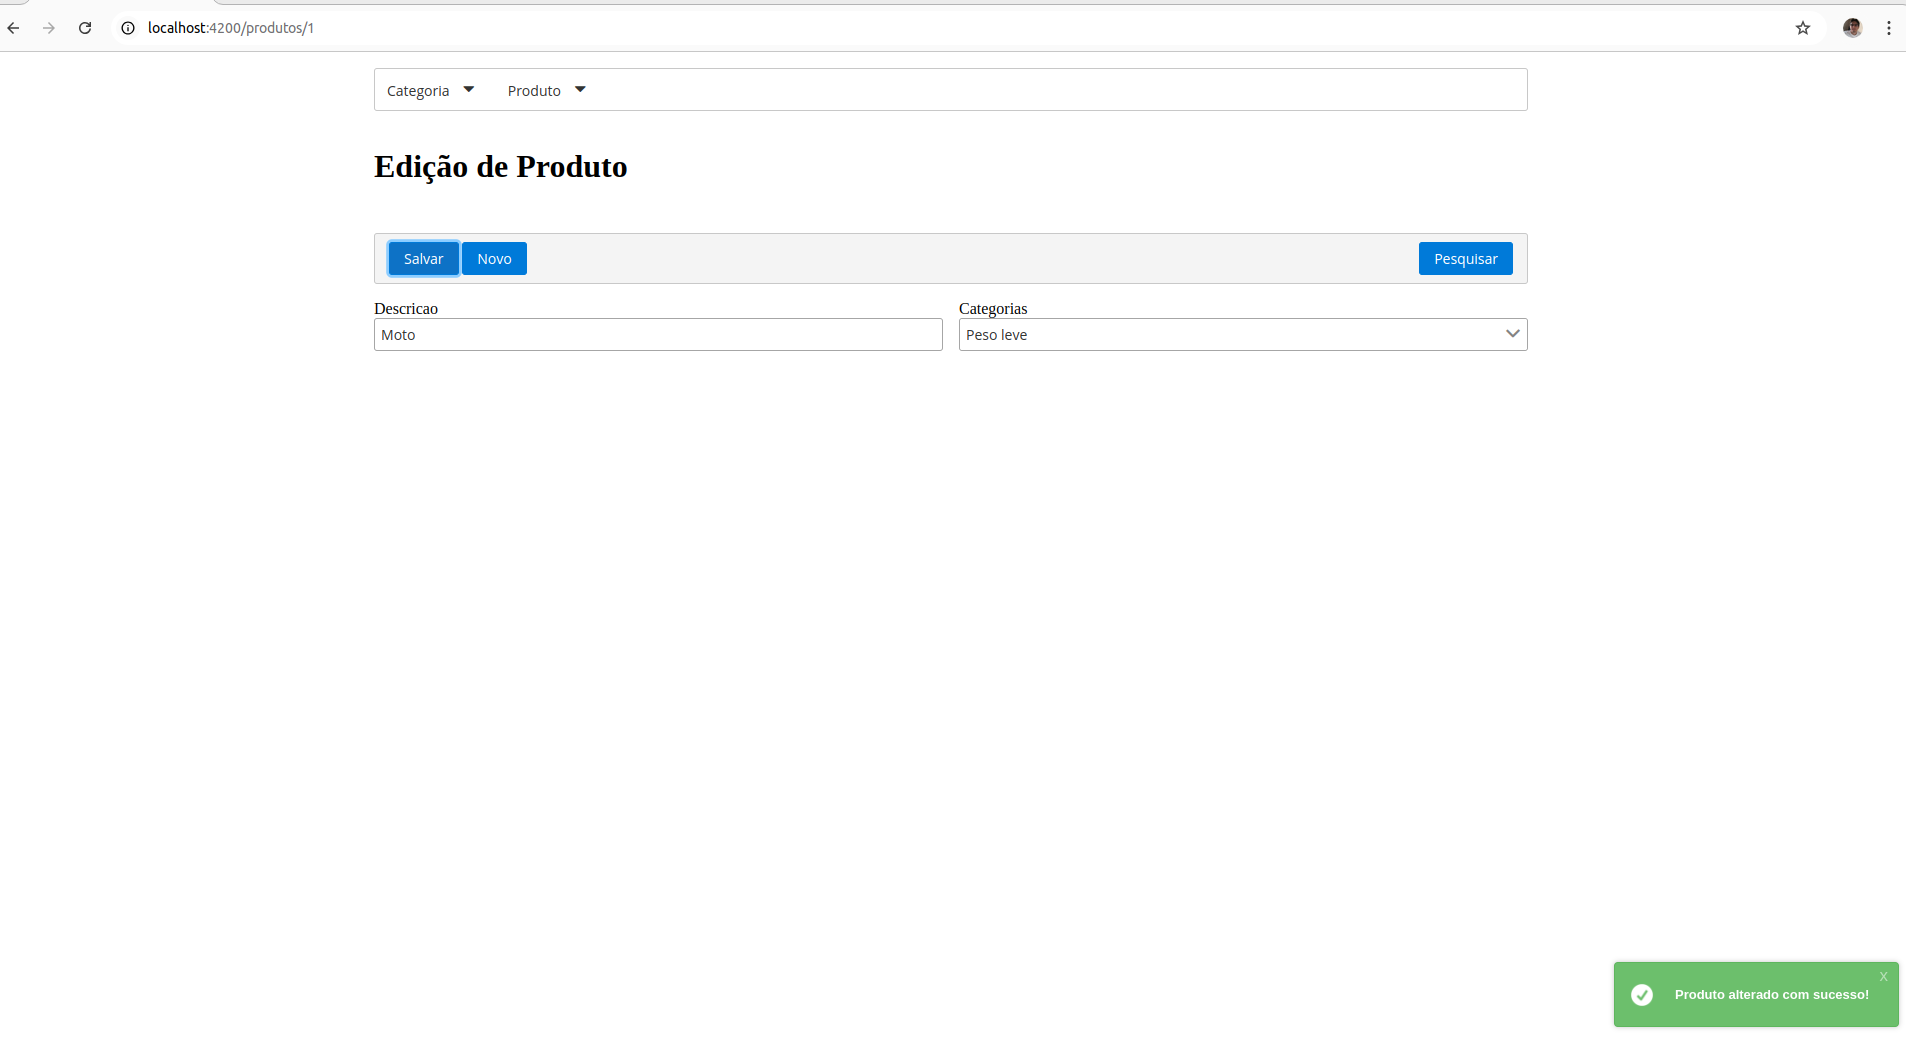 localhost:4200/produtos/1
Categoria Produto
Edição de Produto
Salvar Novo Pesquisar
Descricao Categorias
Moto Peso leve
x
Produto alterado com sucesso!